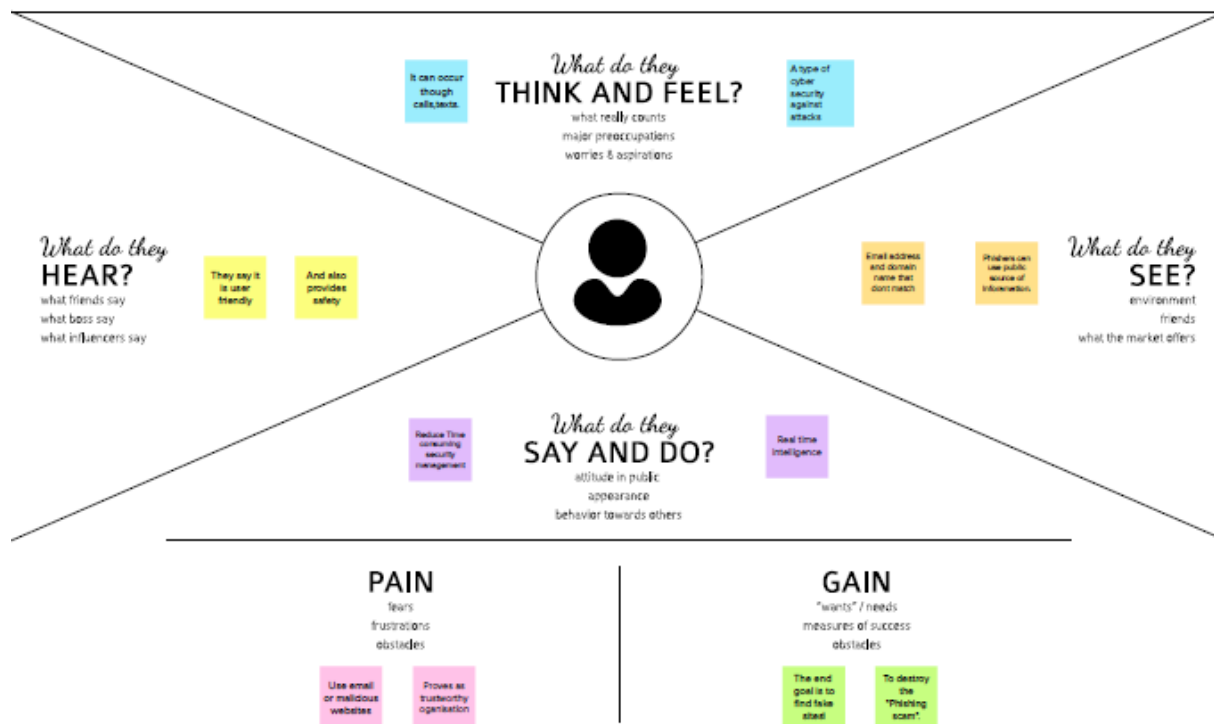 What do they
THINK AND FEEL?
what really counts
major preoccupations
worries & aspirations
It can occur
though
calls,texts.
A type of
cyber
security
against
attacks
What do they
HEAR?
what friends say
what boss say
what influencers say
They say it
is user
friendly
And also
provides
safety
Email address
and domain
name that
dont match
Phishers can
use public
source of
information.
What do they
SEE?
environment
friends
what the market offers
Reduce Time
consuming
security
management
What do they
SAY AND DO?
attitude in public
appearance
behavior towards others
Real time
intelligence
PAIN
fears
frustrations
obstacles
Use email
or malicious
websites
Proves as
trustworthy
oganisation
GAIN
"wants" / needs
measures of success
obstacles
The end
goal is to
find fake
sites!
To destroy
the
"Phishing
scam".